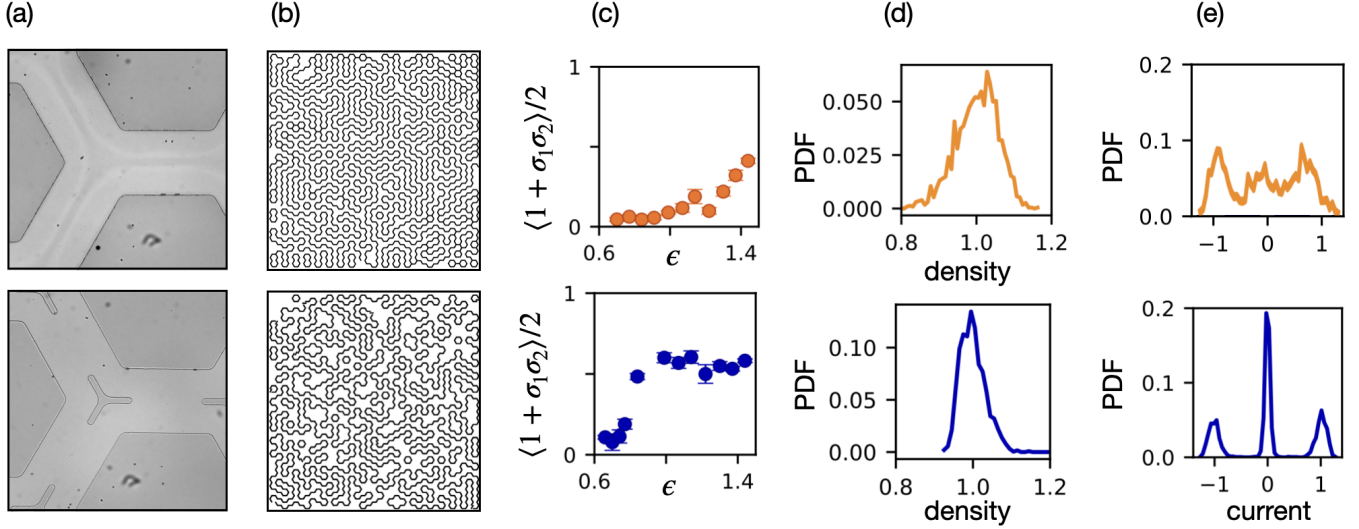 (a) (b) (c) (d) (e)
1
⟨1 + σ₁σ₂⟩/2
0
0.6 ϵ 1.4
PDF
0.050
0.025
0.000
0.8 1.0 1.2
density
PDF
0.2
0.1
0.0
−1 0 1
1
⟨1 + σ₁σ₂⟩/2
0
0.6 ϵ 1.4
PDF
0.10
0.05
0.00
0.8 1.0 1.2
density
PDF
0.2
0.1
0.0
−1 0 1
current